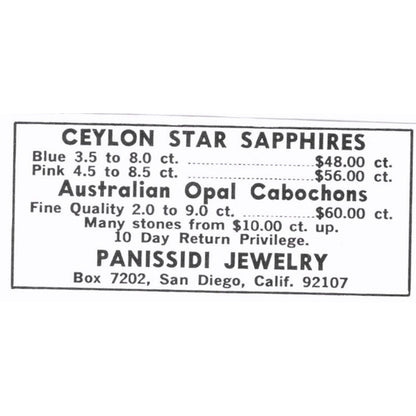 CEYLON STAR SAPPHIRES
Blue 3.5 to 8.0 ct. ........................$48.00 ct.
Pink 4.5 to 8.5 ct. ........................$56.00 ct.
Australian Opal Cabochons
Fine Quality 2.0 to 9.0 ct. ..............$60.00 ct.
Many stones from $10.00 ct. up.
10 Day Return Privilege.
PANISSIDI JEWELRY
Box 7202, San Diego, Calif. 92107